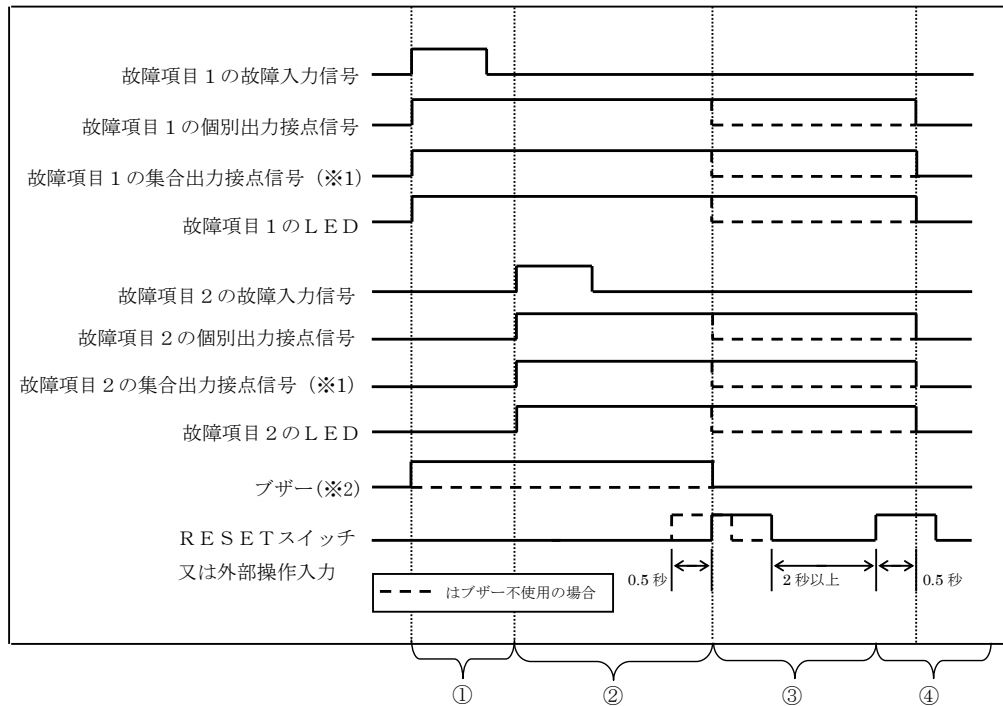 故障項目１の故障入力信号
故障項目１の個別出力接点信号
故障項目１の集合出力接点信号（※1）
故障項目１のＬＥＤ
故障項目２の故障入力信号
故障項目２の個別出力接点信号
故障項目２の集合出力接点信号（※1）
故障項目２のＬＥＤ
ブザー(※2)
ＲＥＳＥＴスイッチ
又は外部操作入力
0.5 秒
2 秒以上
0.5 秒
はブザー不使用の場合
①
②
③
④